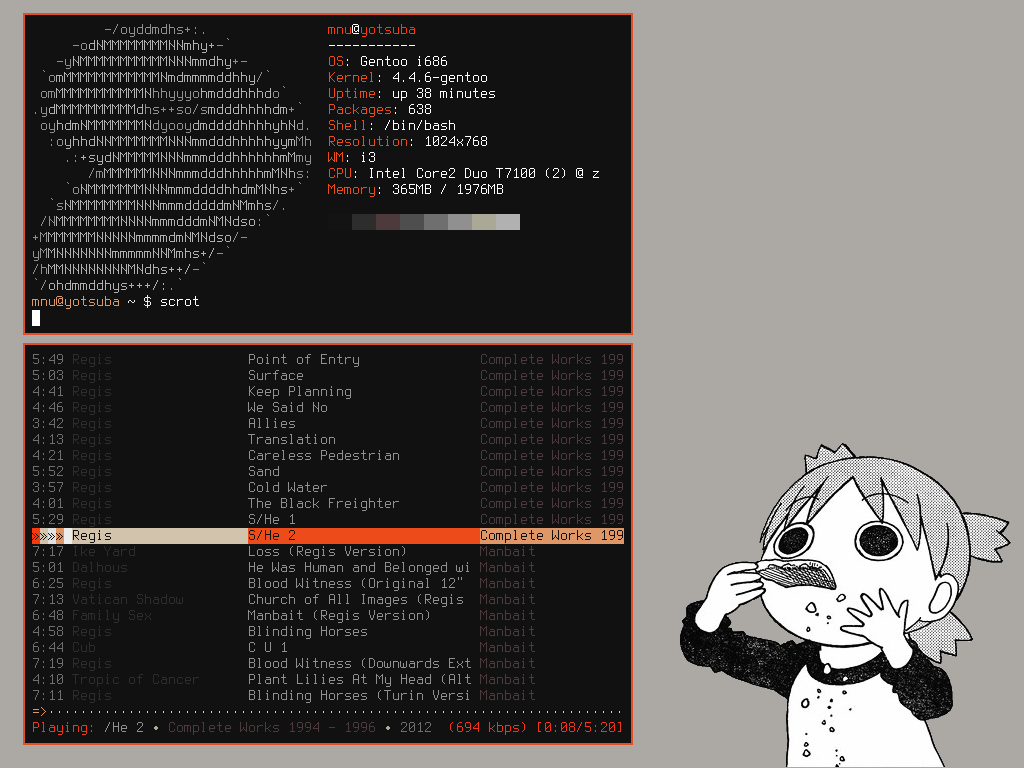 -/oyddmdhs+:.
-odNMMMMMMMMNNmhy+-`
-yNMMMMMMMMMMMNNNmmdhy+-
`omMMMMMMMMMMMMNmdmmmmddhhy/`
omMMMMMMMMMMMNhhyyyohmdddhhhdo`
.ydMMMMMMMMMMdhs++so/smdddhhhhdm+`
oyhdmNMMMMMMMNdyooydmddddhhhhyhNd.
:oyhhdNNMMMMMMMNNNmmdddhhhhhyymMh
.:+sydNMMMMMNNNmmmdddhhhhhhmMmy
/mMMMMMMNNNmmmdddhhhhhmMNhs:
`oNMMMMMMMNNNmmmddddhhdmMNhs+`
`sNMMMMMMMMNNNmmmdddddmNMmhs/.
/NMMMMMMMMNNNNmmmdddmNMNdso:`
+MMMMMMMNNNNNmmmmdmNMNdso/-
yMMNNNNNNNmmmmmNNMmhs+/-`
/hMMNNNNNNNNMNdhs++/-`
`/ohdmmddhys+++/:.`
mnu@yotsuba
-----------
OS: Gentoo i686
Kernel: 4.4.6-gentoo
Uptime: up 38 minutes
Packages: 638
Shell: /bin/bash
Resolution: 1024x768
WM: i3
CPU: Intel Core2 Duo T7100 (2) @ z
Memory: 365MB / 1976MB
mnu@yotsuba ~ $ scrot
5:49 Regis Point of Entry Complete Works 199
5:03 Regis Surface Complete Works 199
4:41 Regis Keep Planning Complete Works 199
4:46 Regis We Said No Complete Works 199
3:42 Regis Allies Complete Works 199
4:13 Regis Translation Complete Works 199
4:21 Regis Careless Pedestrian Complete Works 199
5:52 Regis Sand Complete Works 199
3:57 Regis Cold Water Complete Works 199
4:01 Regis The Black Freighter Complete Works 199
5:29 Regis S/He 1 Complete Works 199
»»»» Regis S/He 2 Complete Works 199
7:17 Ike Yard Loss (Regis Version) Manbait
5:01 Dalhous He Was Human and Belonged wi Manbait
6:25 Regis Blood Witness (Original 12" Manbait
7:13 Vatican Shadow Church of All Images (Regis Manbait
6:48 Family Sex Manbait (Regis Version) Manbait
4:58 Regis Blinding Horses Manbait
6:44 Cub C U 1 Manbait
7:19 Regis Blood Witness (Downwards Ext Manbait
4:10 Tropic of Cancer Plant Lilies At My Head (Alt Manbait
7:11 Regis Blinding Horses (Turin Versi Manbait
=>........................................................................
Playing: /He 2 • Complete Works 1994 - 1996 • 2012 (694 kbps) [0:08/5:20]